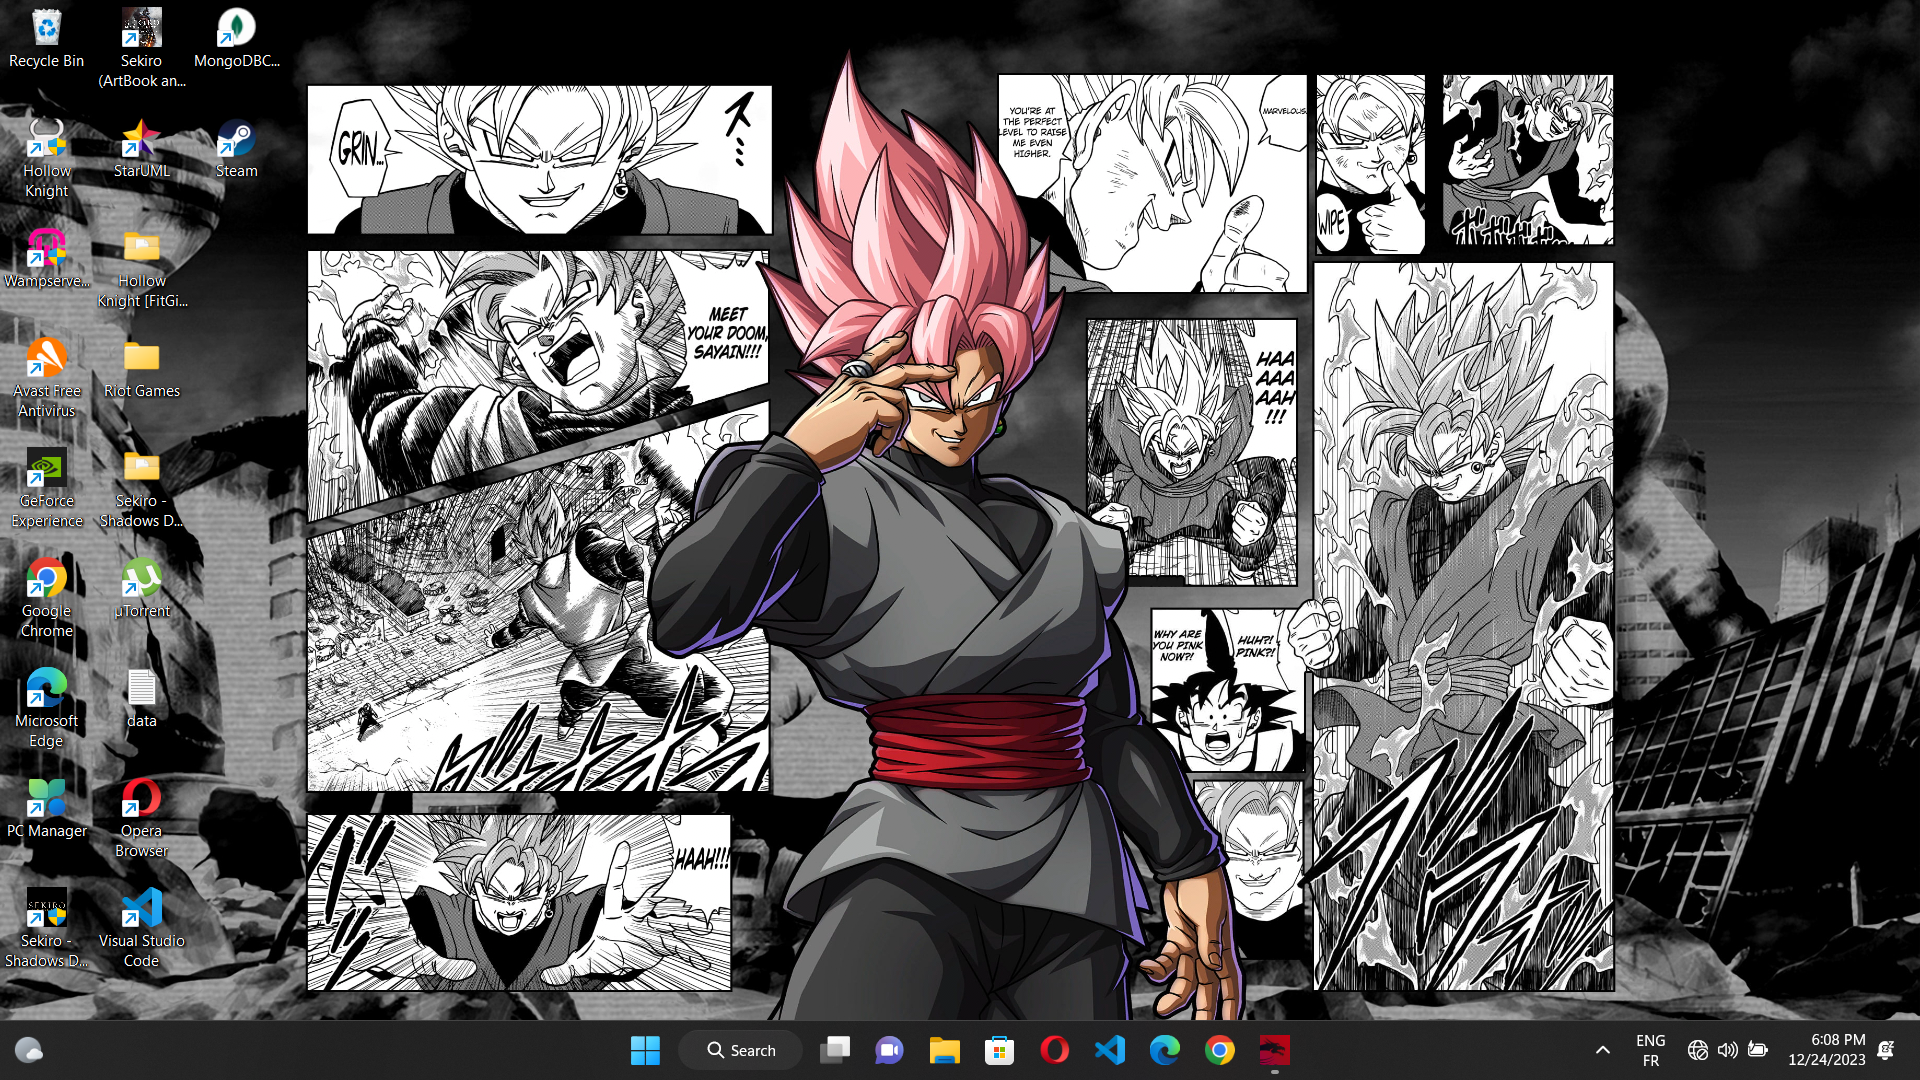 Recycle Bin
Sekiro
(ArtBook an...
MongoDBC...
Hollow
Knight
StarUML
Steam
Wampserve...
Hollow
Knight [FitGi...
Avast Free
Antivirus
Riot Games
GeForce
Experience
Sekiro -
Shadows D...
Google
Chrome
µTorrent
Microsoft
Edge
data
PC Manager
Opera
Browser
SEKIRO
Sekiro -
Shadows D...
Visual Studio
Code
GRIN...
ス...
YOU'RE AT
THE PERFECT
LEVEL TO RAISE
ME EVEN
HIGHER.
MARVELOUS.
WIPE
MEET
YOUR DOOM,
SAYAIN!!!
HAA
AAA
AAH
!!!
WHY ARE
YOU PINK
NOW?!
HUH?!
PINK?!
HAAH!!!
Search
ENG
FR
6:08 PM
12/24/2023